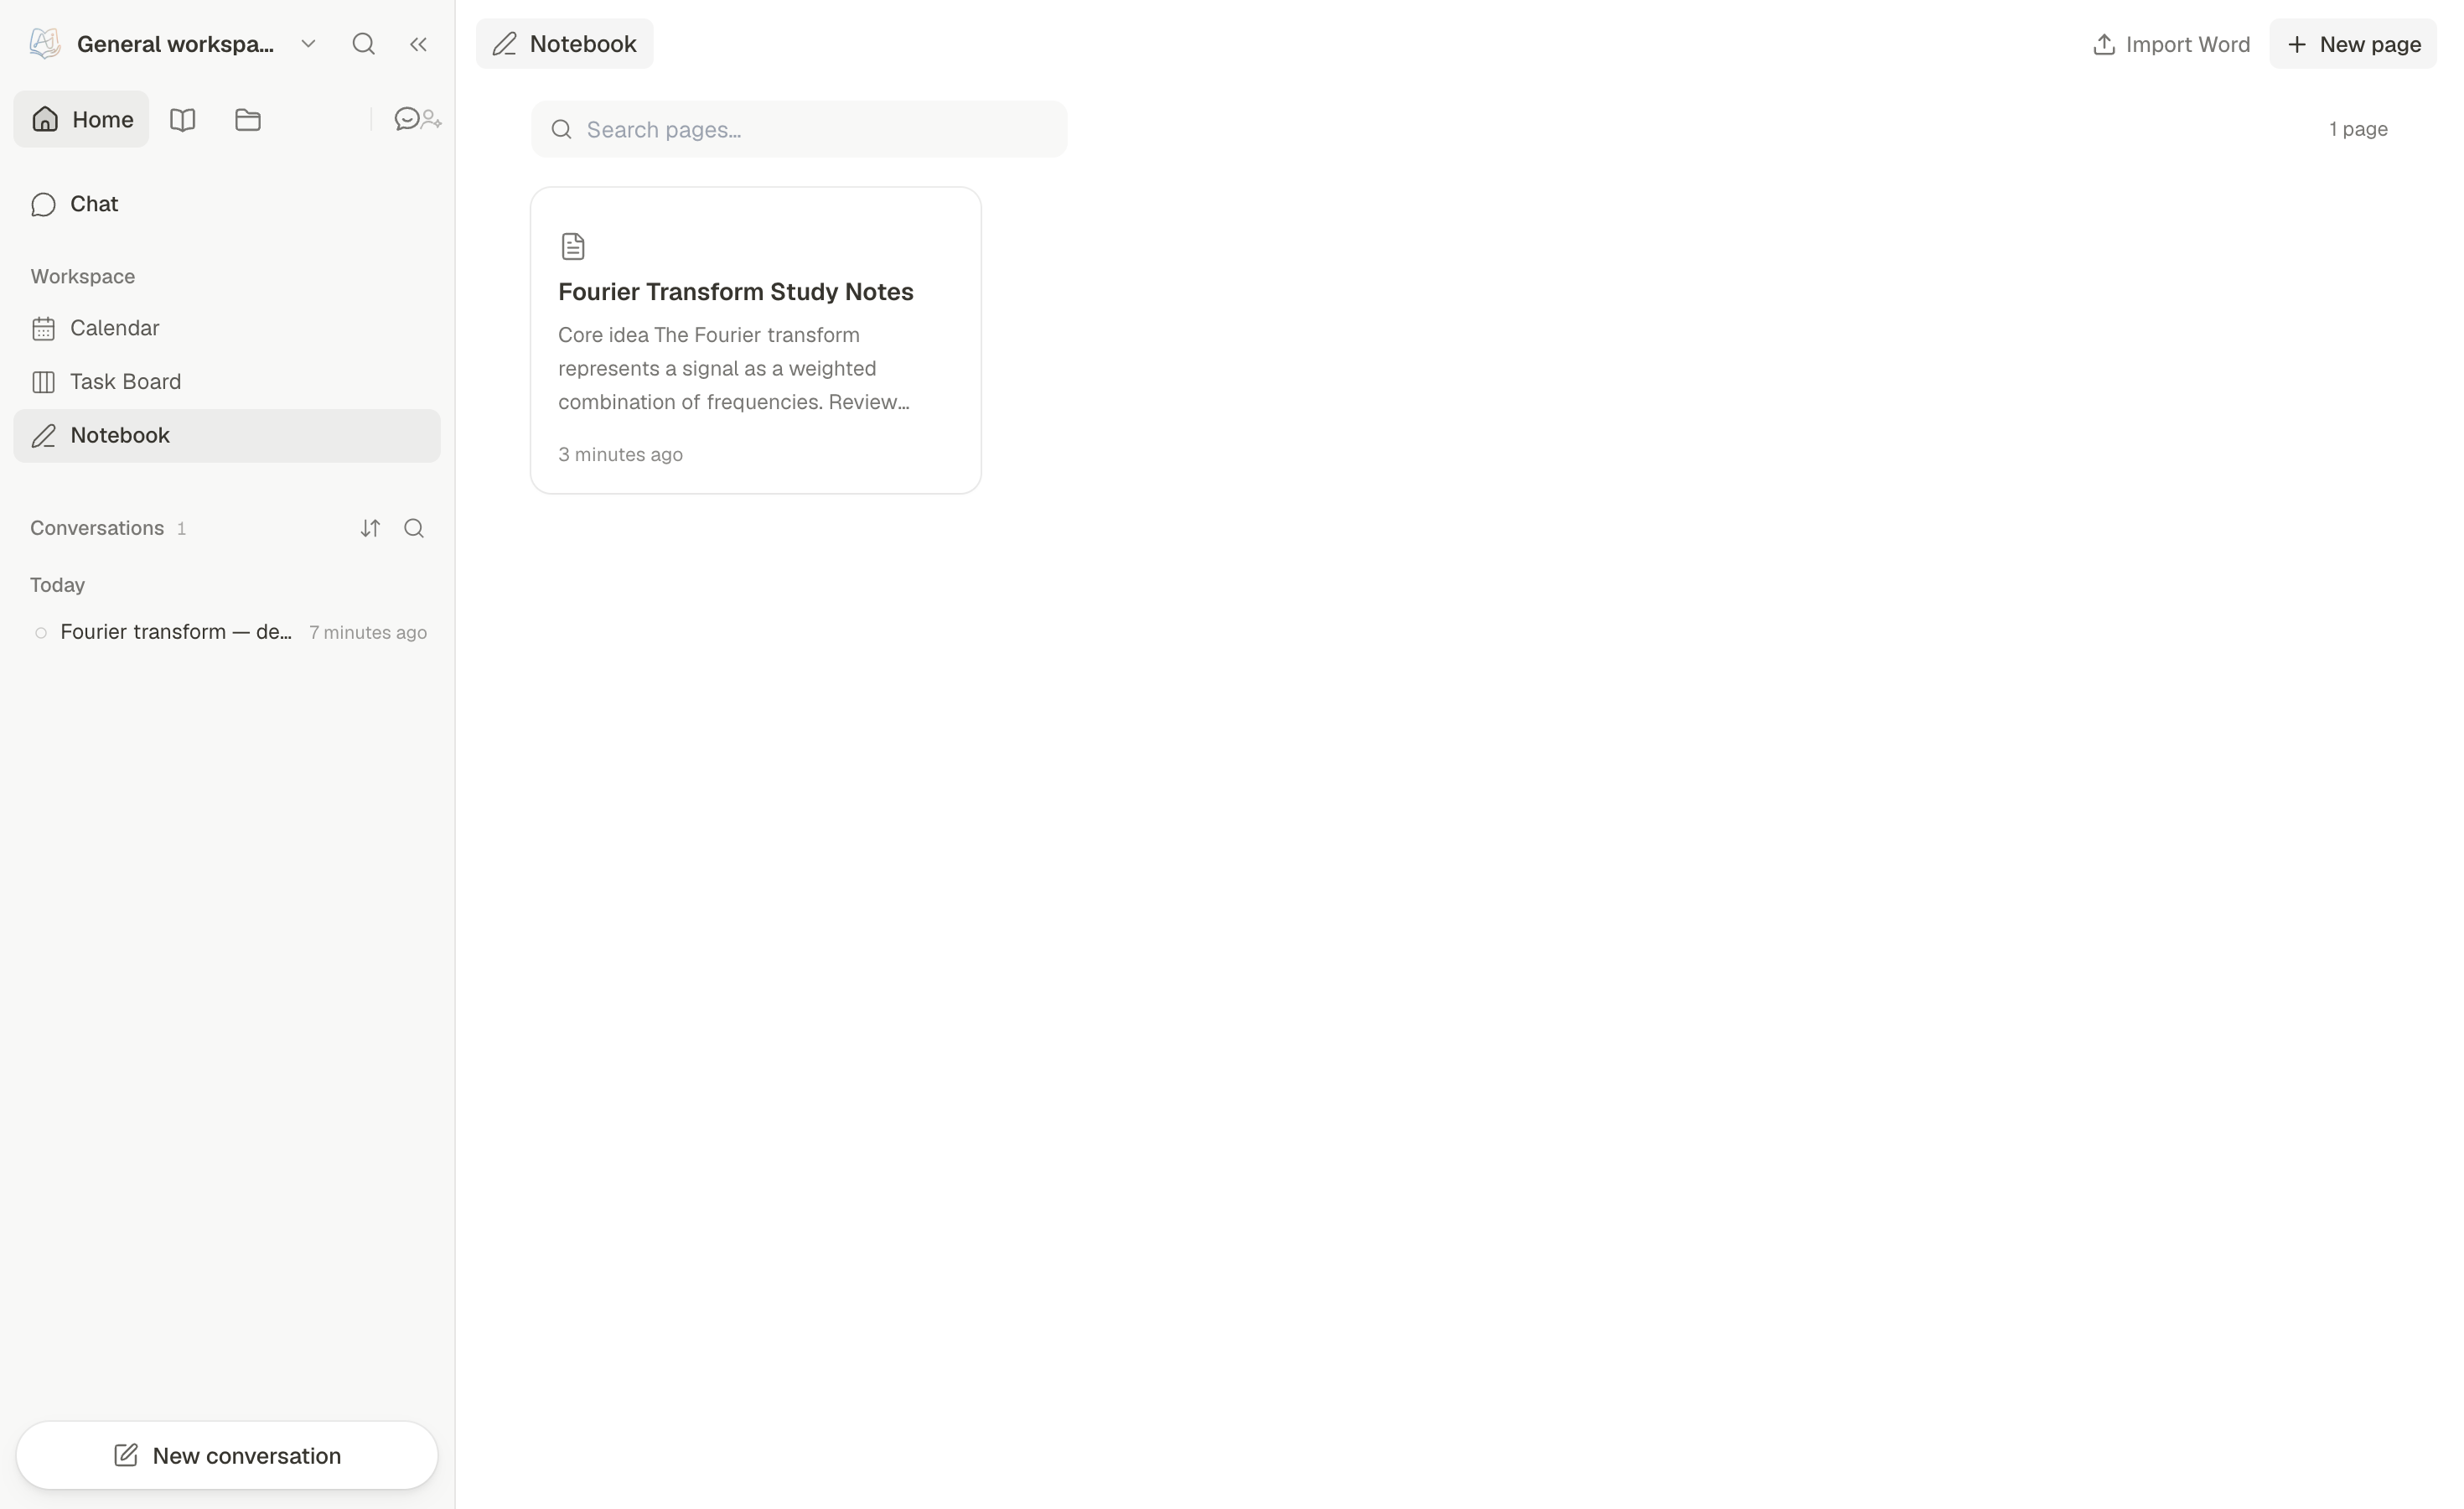 General workspa...
Home
Chat
Workspace
Calendar
Task Board
Notebook
Conversations 1
Today
Fourier transform — de... 7 minutes ago
New conversation
Notebook
Import Word
New page
Search pages...
1 page
Fourier Transform Study Notes
Core idea The Fourier transform
represents a signal as a weighted
combination of frequencies. Review...
3 minutes ago